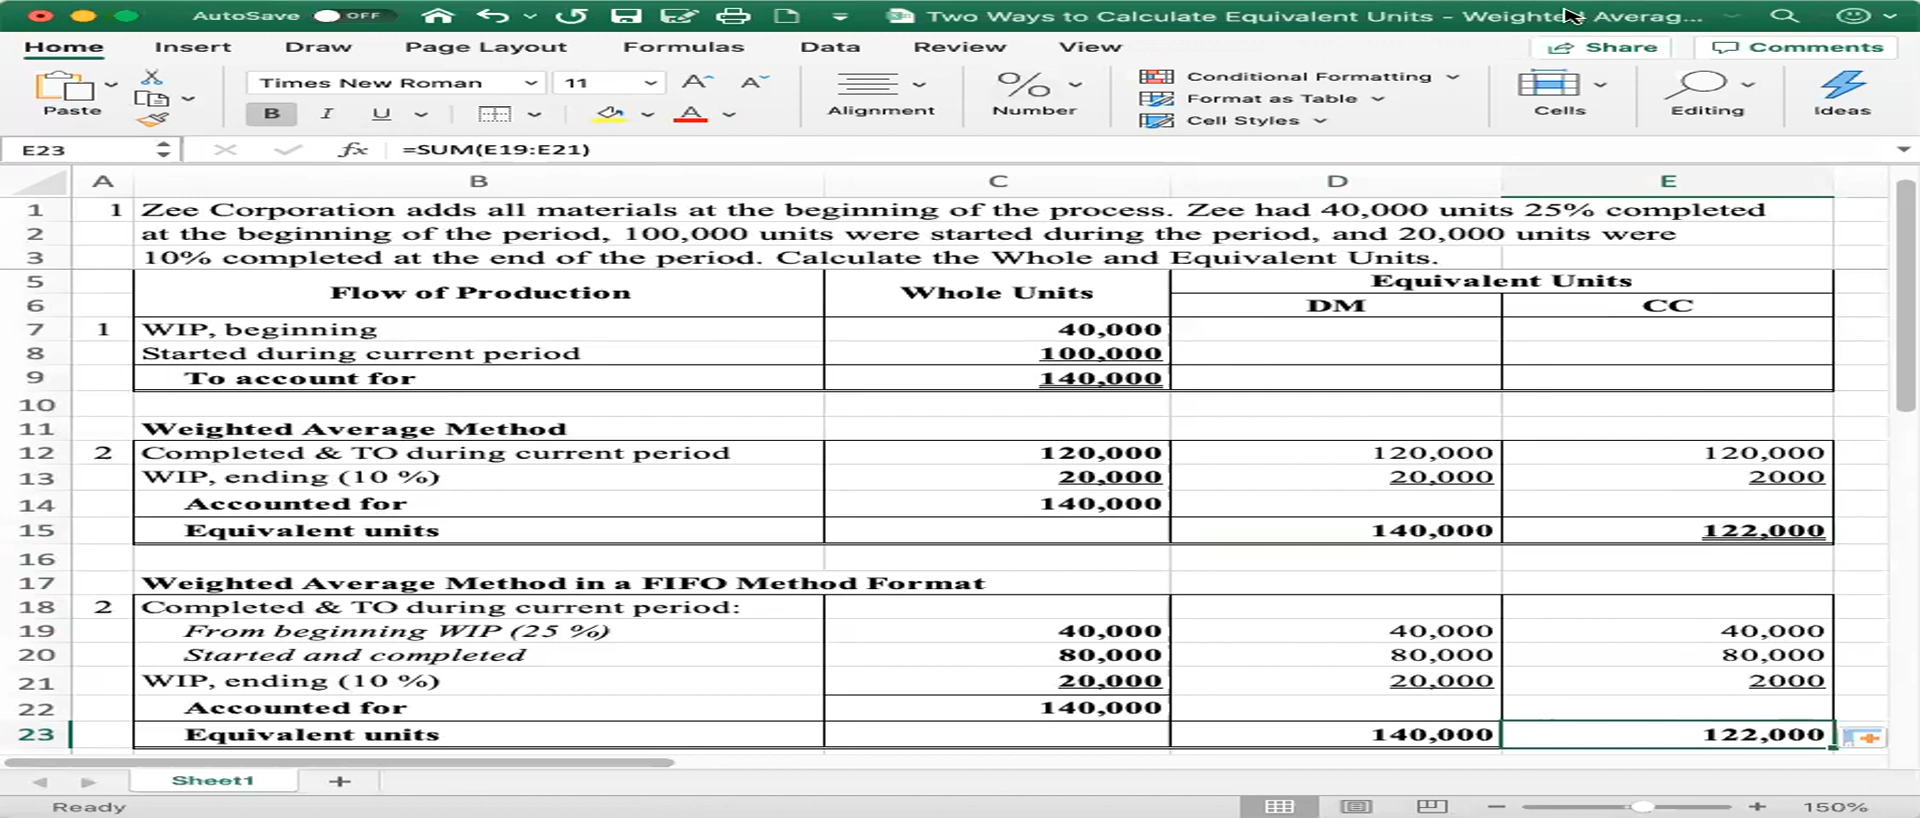 AutoSave OFF Two Ways to Calculate Equivalent Units - Weighted Averag...
Home Insert Draw Page Layout Formulas Data Review View Share Comments
Paste Times New Roman 11 A A Alignment % Number Conditional Formatting Format as Table Cell Styles Cells Editing Ideas
B I U A
E23 fx =SUM(E19:E21)
A B C D E
1 1 Zee Corporation adds all materials at the beginning of the process. Zee had 40,000 units 25% completed
2 at the beginning of the period, 100,000 units were started during the period, and 20,000 units were
3 10% completed at the end of the period. Calculate the Whole and Equivalent Units.
5 Flow of Production Whole Units Equivalent Units
6 DM CC
7 1 WIP, beginning 40,000
8 Started during current period 100,000
9 To account for 140,000
10
11 Weighted Average Method
12 2 Completed & TO during current period 120,000 120,000 120,000
13 WIP, ending (10 %) 20,000 20,000 2000
14 Accounted for 140,000
15 Equivalent units 140,000 122,000
16
17 Weighted Average Method in a FIFO Method Format
18 2 Completed & TO during current period:
19 From beginning WIP (25 %) 40,000 40,000 40,000
20 Started and completed 80,000 80,000 80,000
21 WIP, ending (10 %) 20,000 20,000 2000
22 Accounted for 140,000
23 Equivalent units 140,000 122,000
Sheet1 +
Ready 150%